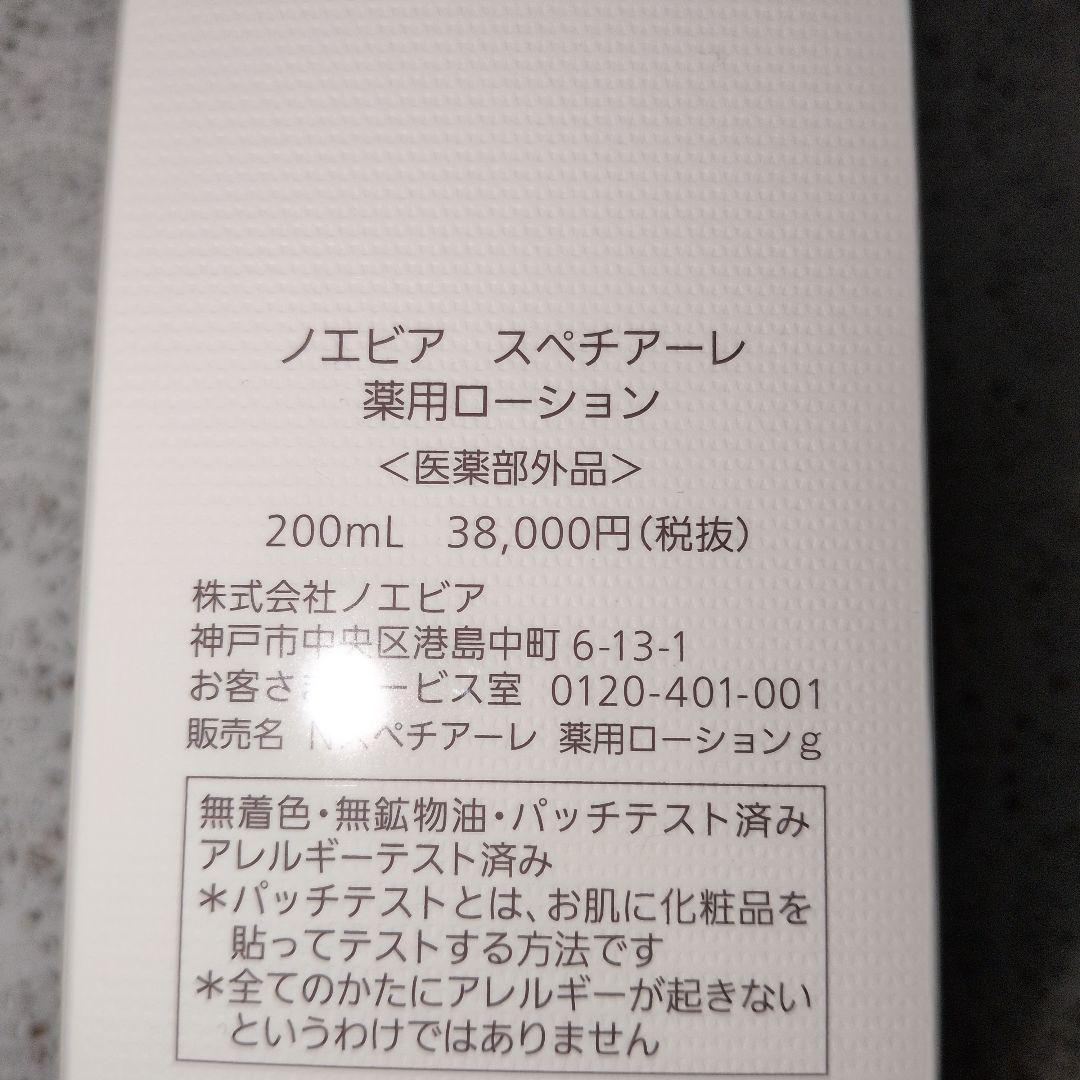 ノエビア　スペチアーレ
薬用ローション
＜医薬部外品＞
200mL　38,000円(税抜)
株式会社ノエビア
神戸市中央区港島中町 6-13-1
お客さ ービス室　0120-401-001
販売名　 ペチアーレ　薬用ローションg
無着色・無鉱物油・パッチテスト済み
アレルギーテスト済み
＊パッチテストとは、お肌に化粧品を
貼ってテストする方法です
＊全てのかたにアレルギーが起きない
というわけではありません